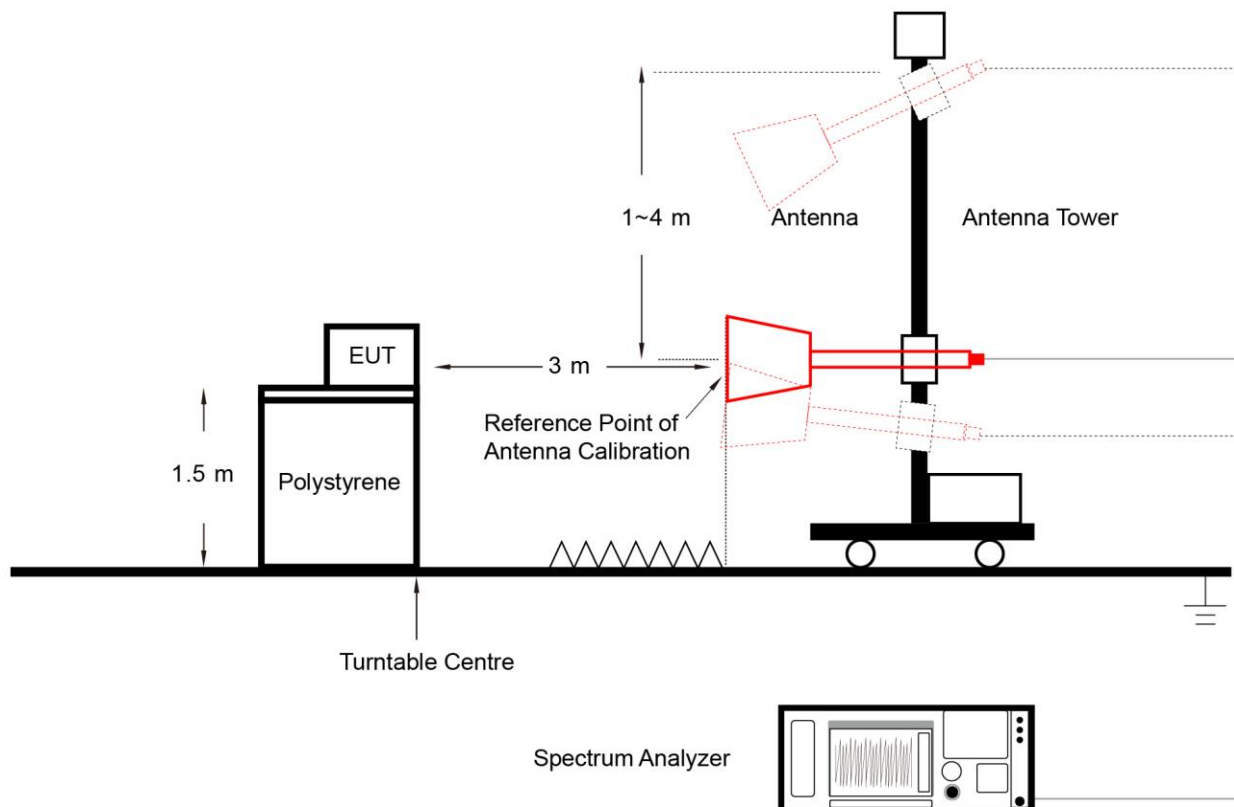 1~4 m
Antenna
Antenna Tower
EUT
3 m
Reference Point of
Antenna Calibration
1.5 m
Polystyrene
Turntable Centre
Spectrum Analyzer